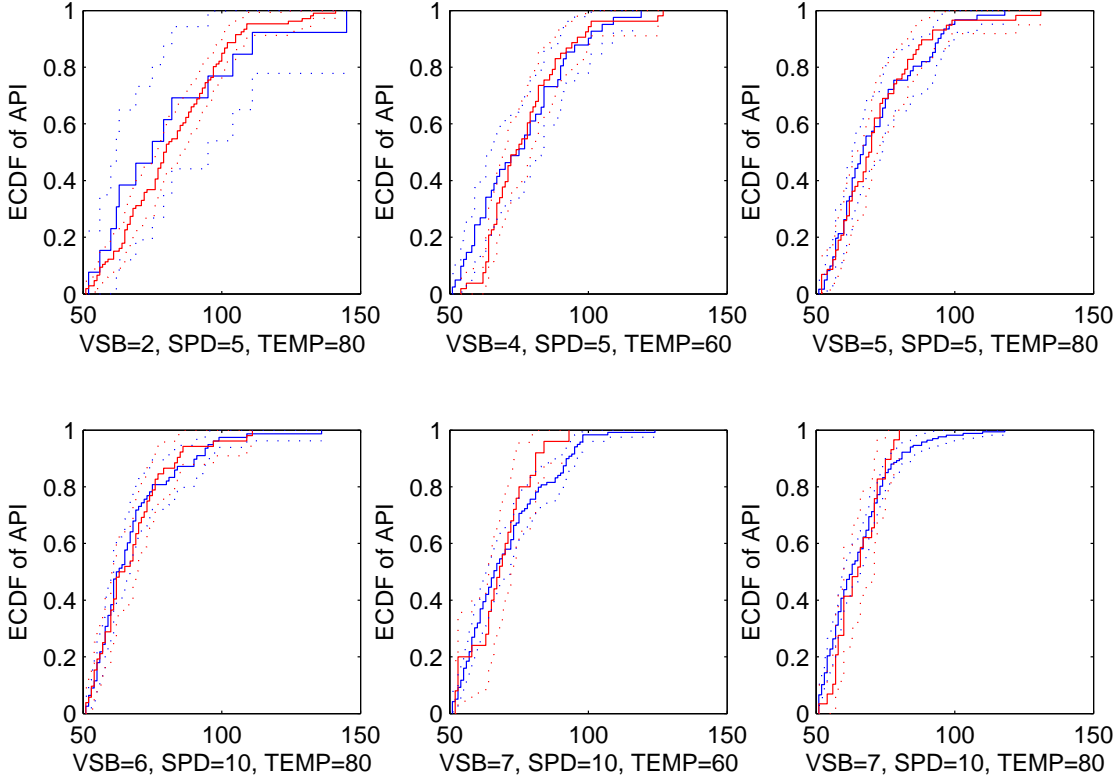 1
0.8
0.6
0.4
0.2
0
ECDF of API
50 100 150
VSB=2, SPD=5, TEMP=80
1
0.8
0.6
0.4
0.2
0
ECDF of API
50 100 150
VSB=4, SPD=5, TEMP=60
1
0.8
0.6
0.4
0.2
0
ECDF of API
50 100 150
VSB=5, SPD=5, TEMP=80
1
0.8
0.6
0.4
0.2
0
ECDF of API
50 100 150
VSB=6, SPD=10, TEMP=80
1
0.8
0.6
0.4
0.2
0
ECDF of API
50 100 150
VSB=7, SPD=10, TEMP=60
1
0.8
0.6
0.4
0.2
0
ECDF of API
50 100 150
VSB=7, SPD=10, TEMP=80